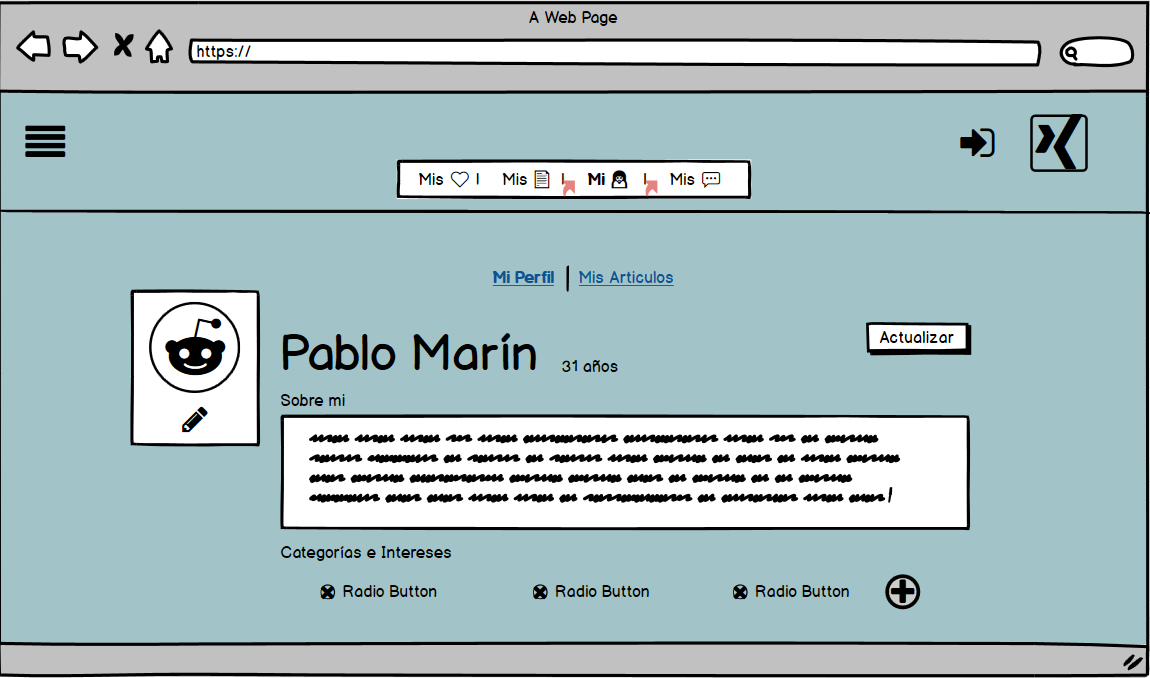 A Web Page
https://
Mis | Mis | Mi | Mis
Mi Perfil | Mis Articulos
Pablo Marín 31 años
Actualizar
Sobre mi
Categorías e Intereses
Radio Button Radio Button Radio Button